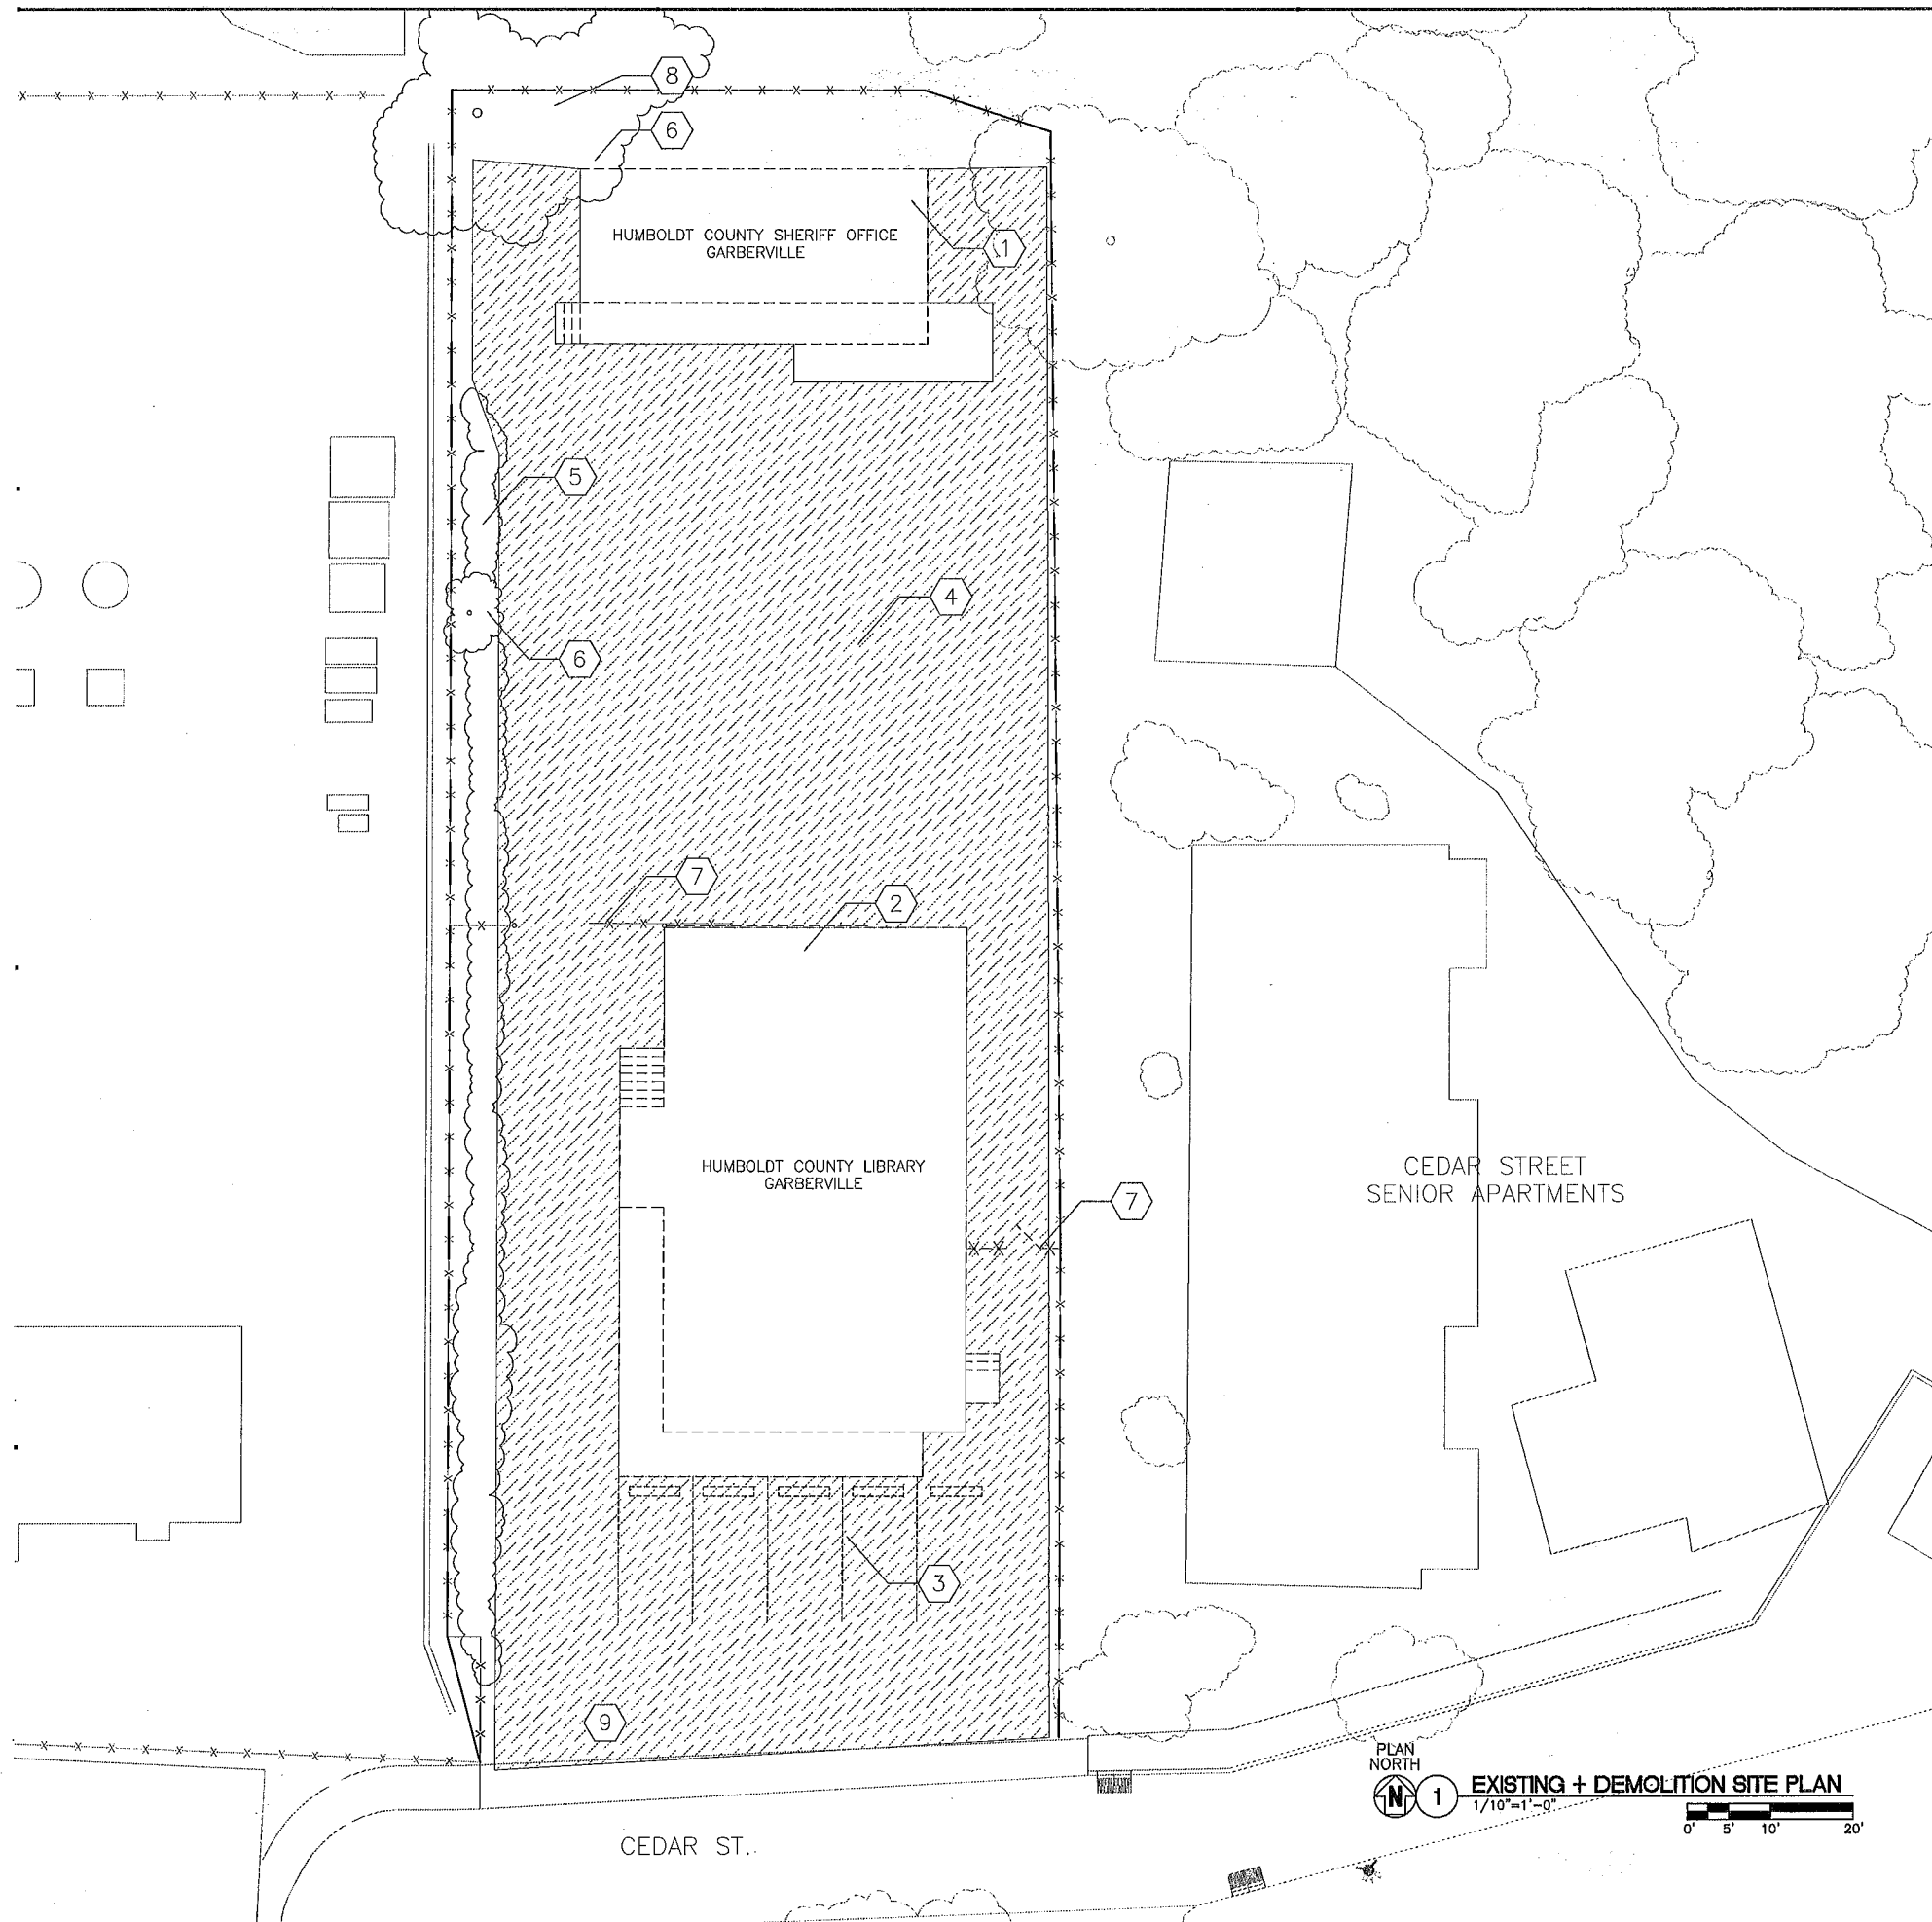 8
6
HUMBOLDT COUNTY SHERIFF OFFICE
GARBERVILLE
1
5
4
6
7
2
HUMBOLDT COUNTY LIBRARY
GARBERVILLE
CEDAR STREET
SENIOR APARTMENTS
7
3
9
PLAN
NORTH
N
1
EXISTING + DEMOLITION SITE PLAN
1/10"=1'-0"
0' 5' 10' 20'
CEDAR ST.